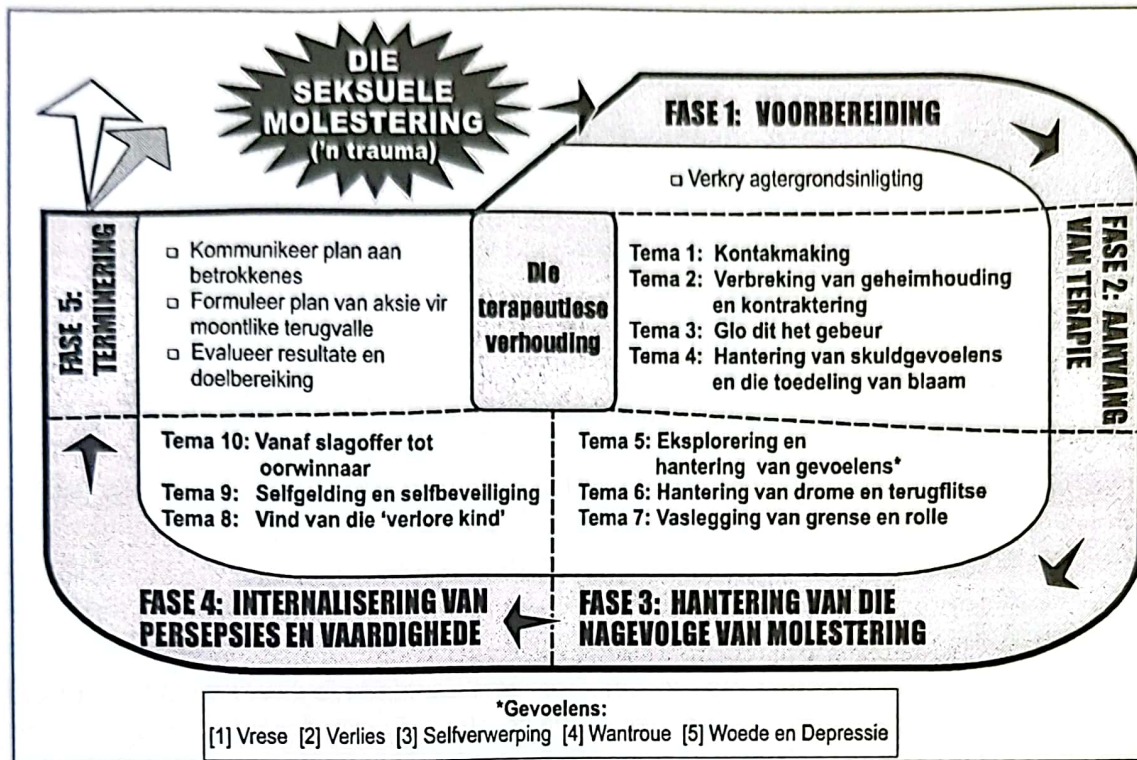 DIE
SEKSUELE
MOLESTERING
('n trauma)
FASE 1: VOORBEREIDING
▫ Verkry agtergrondsinligting
FASE 2: AANVANG
VAN TERAPIE
Tema 1: Kontakmaking
Tema 2: Verbreking van geheimhouding
en kontraktering
Tema 3: Glo dit het gebeur
Tema 4: Hantering van skuldgevoelens
en die toedeling van blaam
Die
terapeutiese
verhouding
Tema 5: Eksplorering en
hantering van gevoelens*
Tema 6: Hantering van drome en terugflitse
Tema 7: Vaslegging van grense en rolle
FASE 3: HANTERING VAN DIE
NAGEVOLGE VAN MOLESTERING
Tema 10: Vanaf slagoffer tot
oorwinnaar
Tema 9: Selfgelding en selfbeveiliging
Tema 8: Vind van die 'verlore kind'
FASE 4: INTERNALISERING VAN
PERSEPSIES EN VAARDIGHEDE
FASE 5:
TERMINERING
▫ Kommunikeer plan aan
betrokkenes
▫ Formuleer plan van aksie vir
moontlike terugvalle
▫ Evalueer resultate en
doelbereiking
*Gevoelens:
[1] Vrese [2] Verlies [3] Selfverwerping [4] Wantroue [5] Woede en Depressie